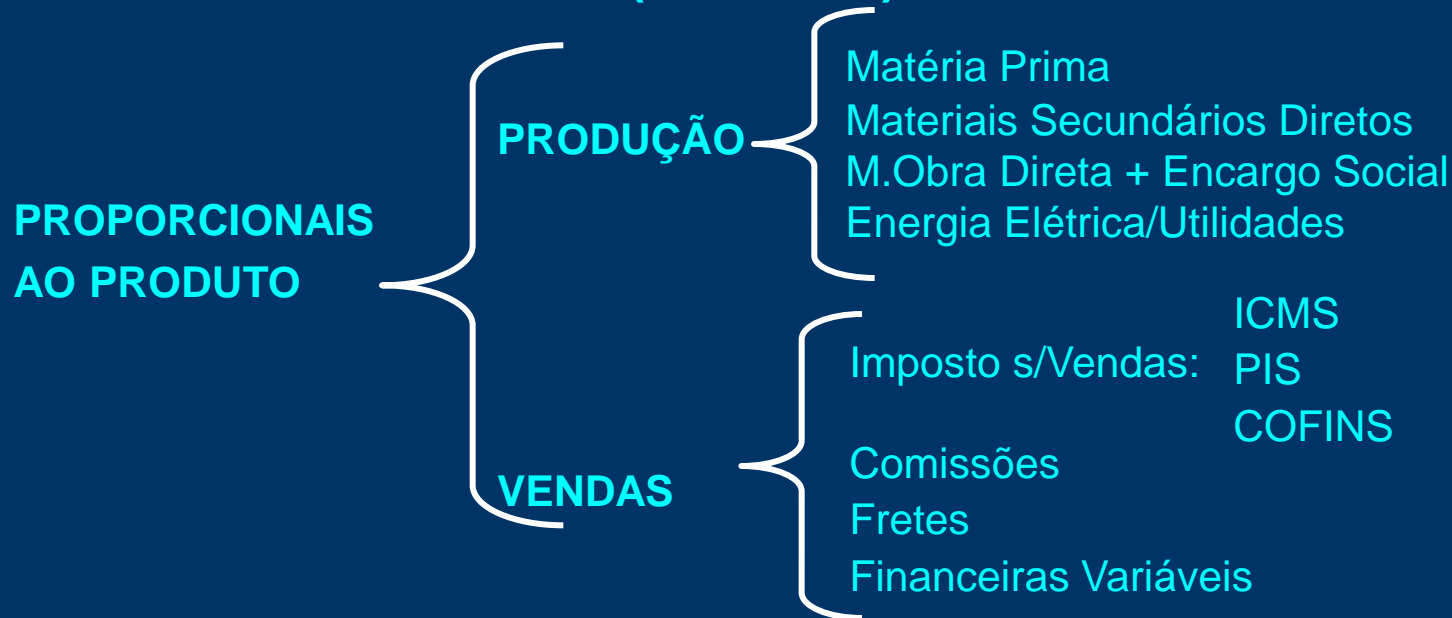 PROPORCIONAIS
AO PRODUTO
PRODUÇÃO
Matéria Prima
Materiais Secundários Diretos
M.Obra Direta + Encargo Social
Energia Elétrica/Utilidades
VENDAS
Imposto s/Vendas:
ICMS
PIS
COFINS
Comissões
Fretes
Financeiras Variáveis